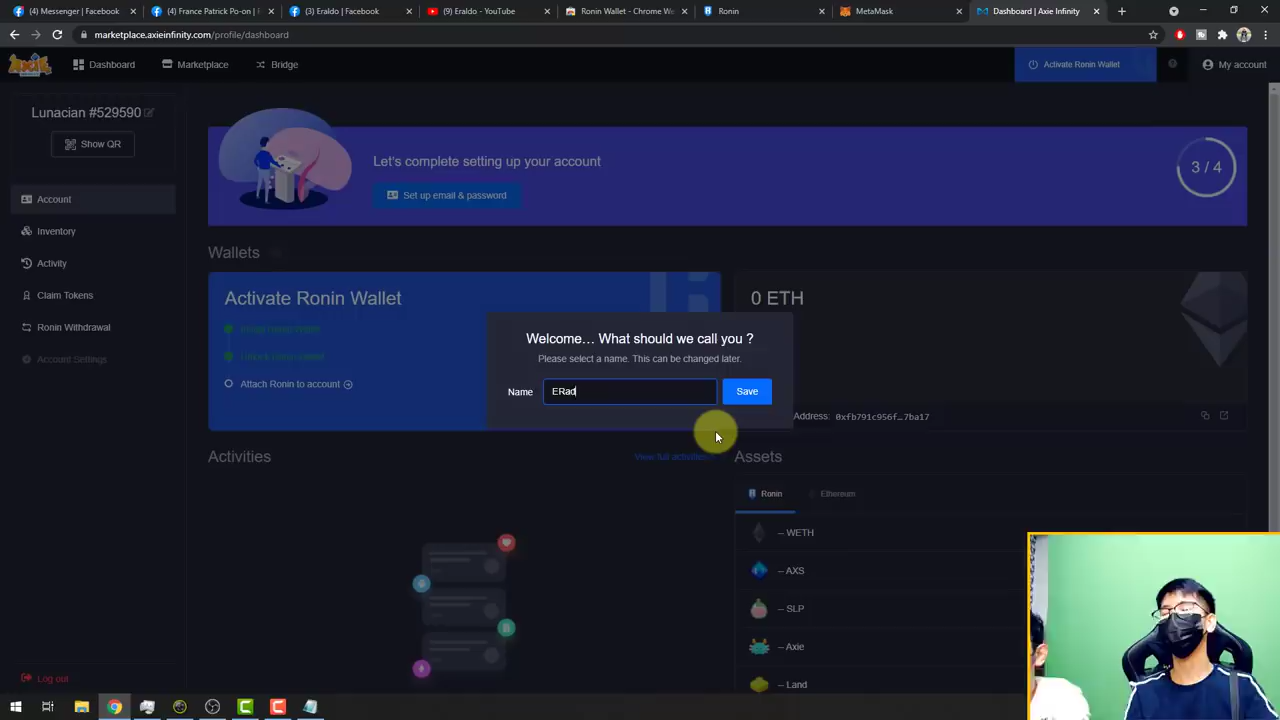 (4) Messenger | Facebook
(4) France Patrick Po-on |
(3) Eraldo | Facebook
(9) Eraldo - YouTube
Ronin Wallet - Chrome We
Ronin
MetaMask
Dashboard | Axie Infinity
marketplace.axieinfinity.com/profile/dashboard
Dashboard
Marketplace
Bridge
Activate Ronin Wallet
My account
Lunacian #529590
Show QR
Account
Inventory
Activity
Claim Tokens
Ronin Withdrawal
Account Settings
Log out
Let's complete setting up your account
Set up email & password
3 / 4
Wallets
Activate Ronin Wallet
Attach Ronin to account
0 ETH
Address: 0xfb791c956f…7ba17
Welcome… What should we call you ?
Please select a name. This can be changed later.
Name
ERad
Save
Activities
View full activities
Assets
Ronin
Ethereum
-- WETH
-- AXS
-- SLP
-- Axie
-- Land